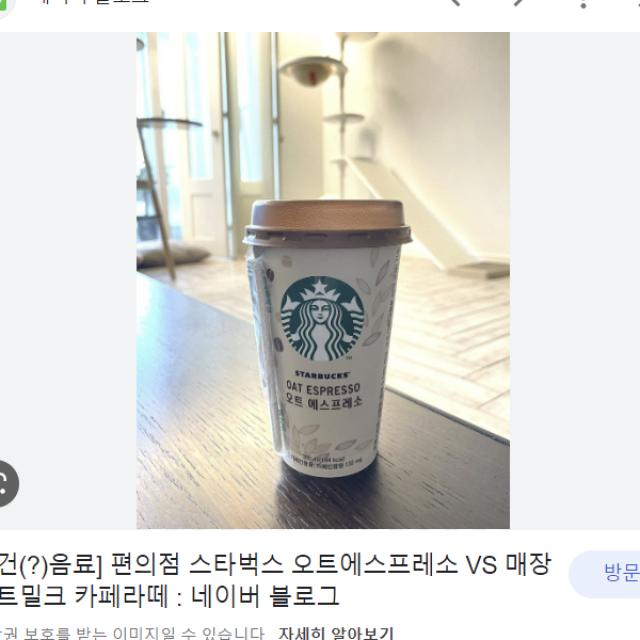 STARBUCKS
OAT ESPRESSO
오트 에스프레소
건(?)음료] 편의점 스타벅스 오트에스프레소 VS 매장
트밀크 카페라떼 : 네이버 블로그
방문
작권 보호를 받는 이미지일 수 있습니다. 자세히 알아보기